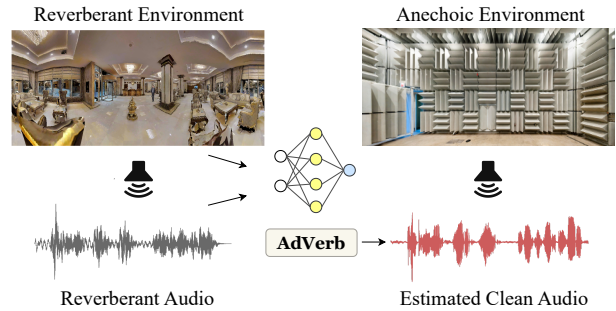 Reverberant Environment
Anechoic Environment
AdVerb
Reverberant Audio
Estimated Clean Audio